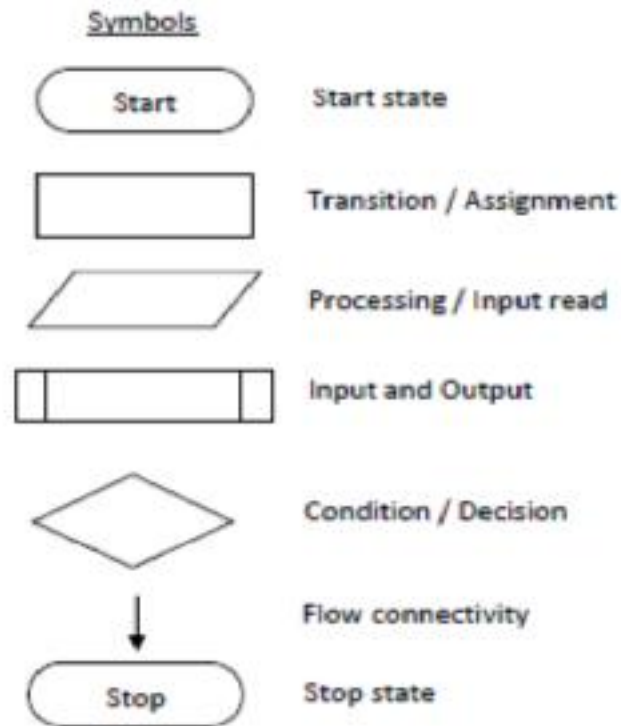 Symbols
Start Start state
Transition / Assignment
Processing / Input read
Input and Output
Condition / Decision
Flow connectivity
Stop Stop state